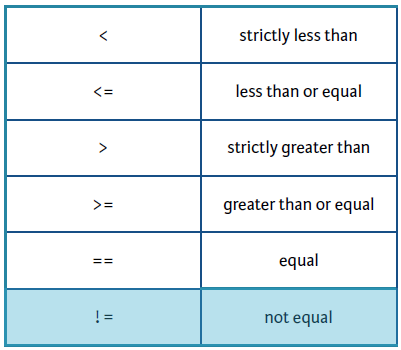 < strictly less than
<= less than or equal
> strictly greater than
>= greater than or equal
== equal
!= not equal